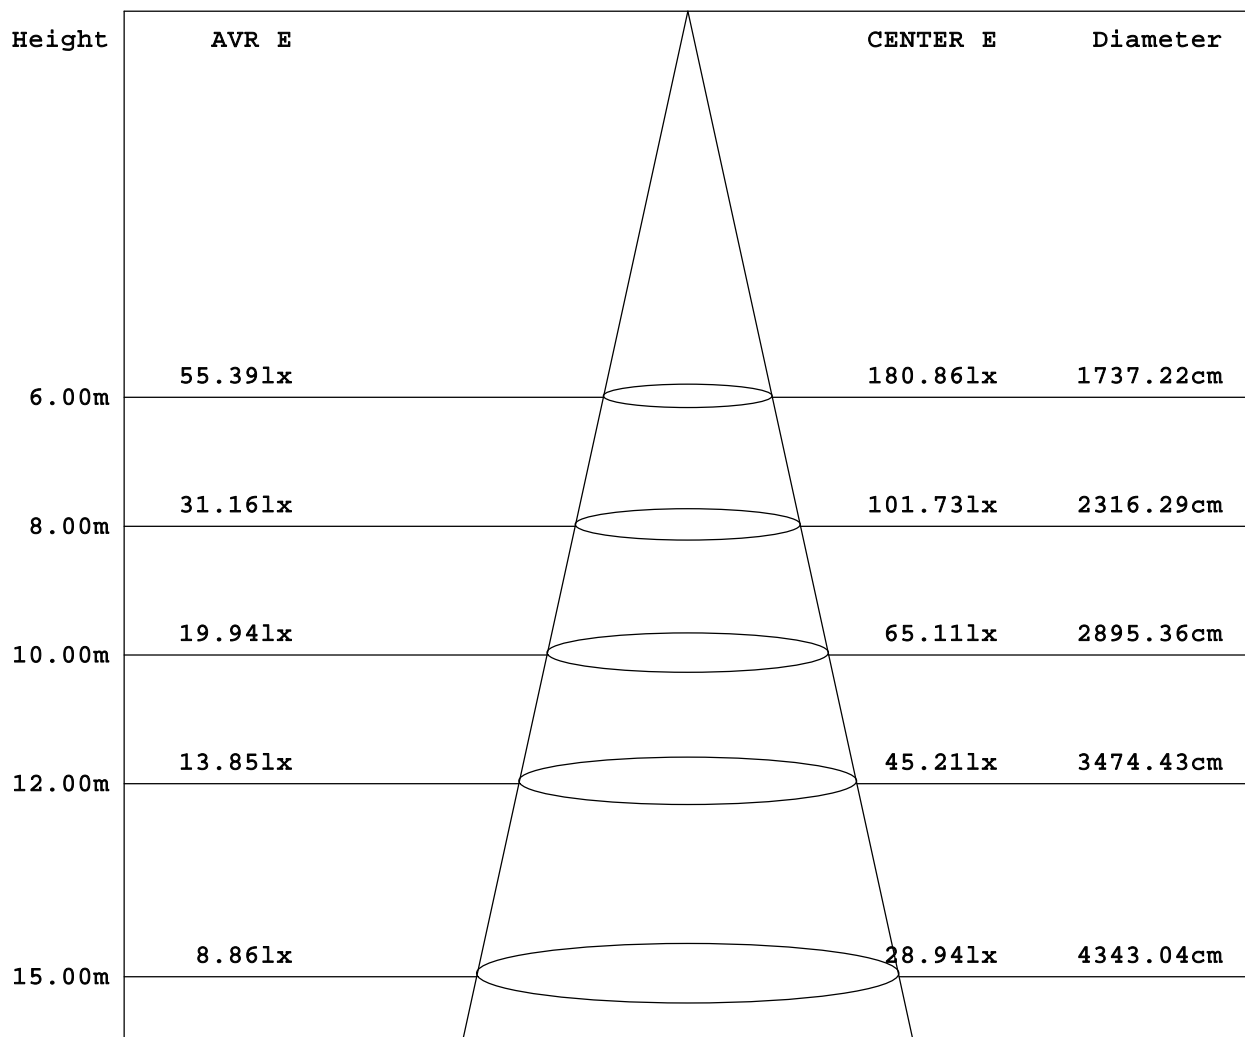 Height AVR E CENTER E Diameter
55.39lx 180.86lx 1737.22cm
6.00m
31.16lx 101.73lx 2316.29cm
8.00m
19.94lx 65.11lx 2895.36cm
10.00m
13.85lx 45.21lx 3474.43cm
12.00m
8.86lx 28.94lx 4343.04cm
15.00m